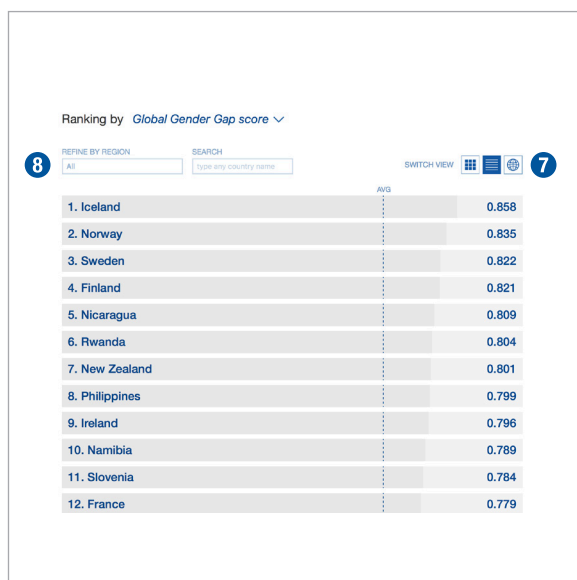 Ranking by Global Gender Gap score
8 REFINE BY REGION SEARCH
All type any country name SWITCH VIEW 7
AVG
1. Iceland 0.858
2. Norway 0.835
3. Sweden 0.822
4. Finland 0.821
5. Nicaragua 0.809
6. Rwanda 0.804
7. New Zealand 0.801
8. Philippines 0.799
9. Ireland 0.796
10. Namibia 0.789
11. Slovenia 0.784
12. France 0.779